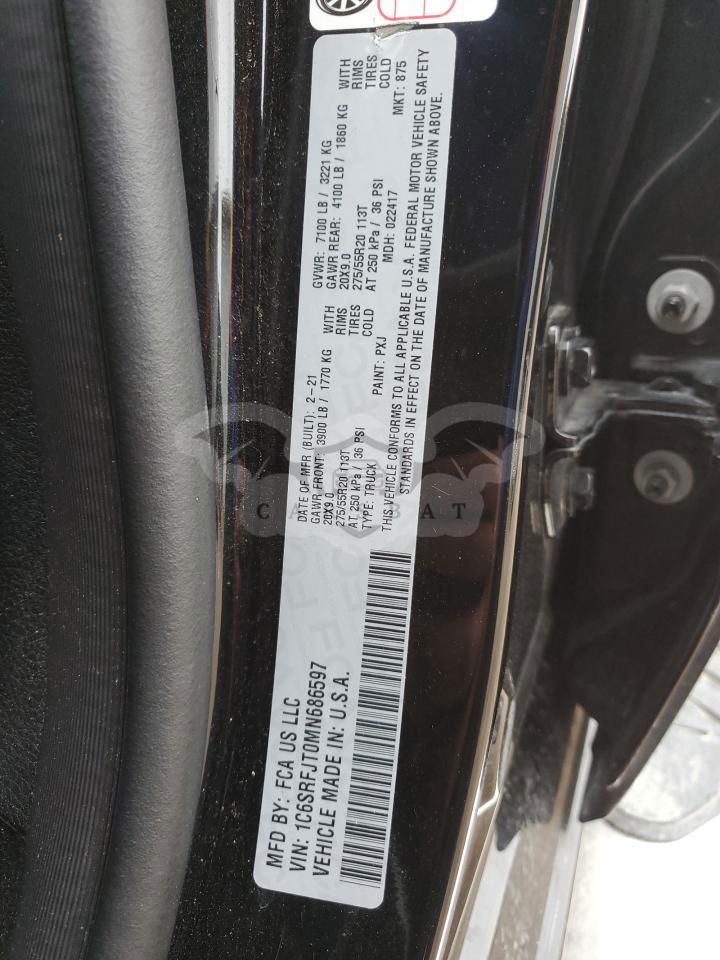 MFD BY: FCA US LLC
DATE OF MFR (BUILT): 2-21
GVWR: 7100 LB / 3221 KG
GAWR FRONT: 3900 LB / 1770 KG WITH
GAWR REAR: 4100 LB / 1860 KG WITH
20X9.0 RIMS
20X9.0 RIMS
275/55R20 113T TIRES
275/55R20 113T TIRES
AT 250 kPa / 36 PSI COLD
AT 250 kPa / 36 PSI COLD
VIN: 1C6SRFJT0MN686597
TYPE: TRUCK
PAINT: PXJ
MDH: 022417
MKT: 875
VEHICLE MADE IN: U.S.A.
THIS VEHICLE CONFORMS TO ALL APPLICABLE U.S.A. FEDERAL MOTOR VEHICLE SAFETY
STANDARDS IN EFFECT ON THE DATE OF MANUFACTURE SHOWN ABOVE.